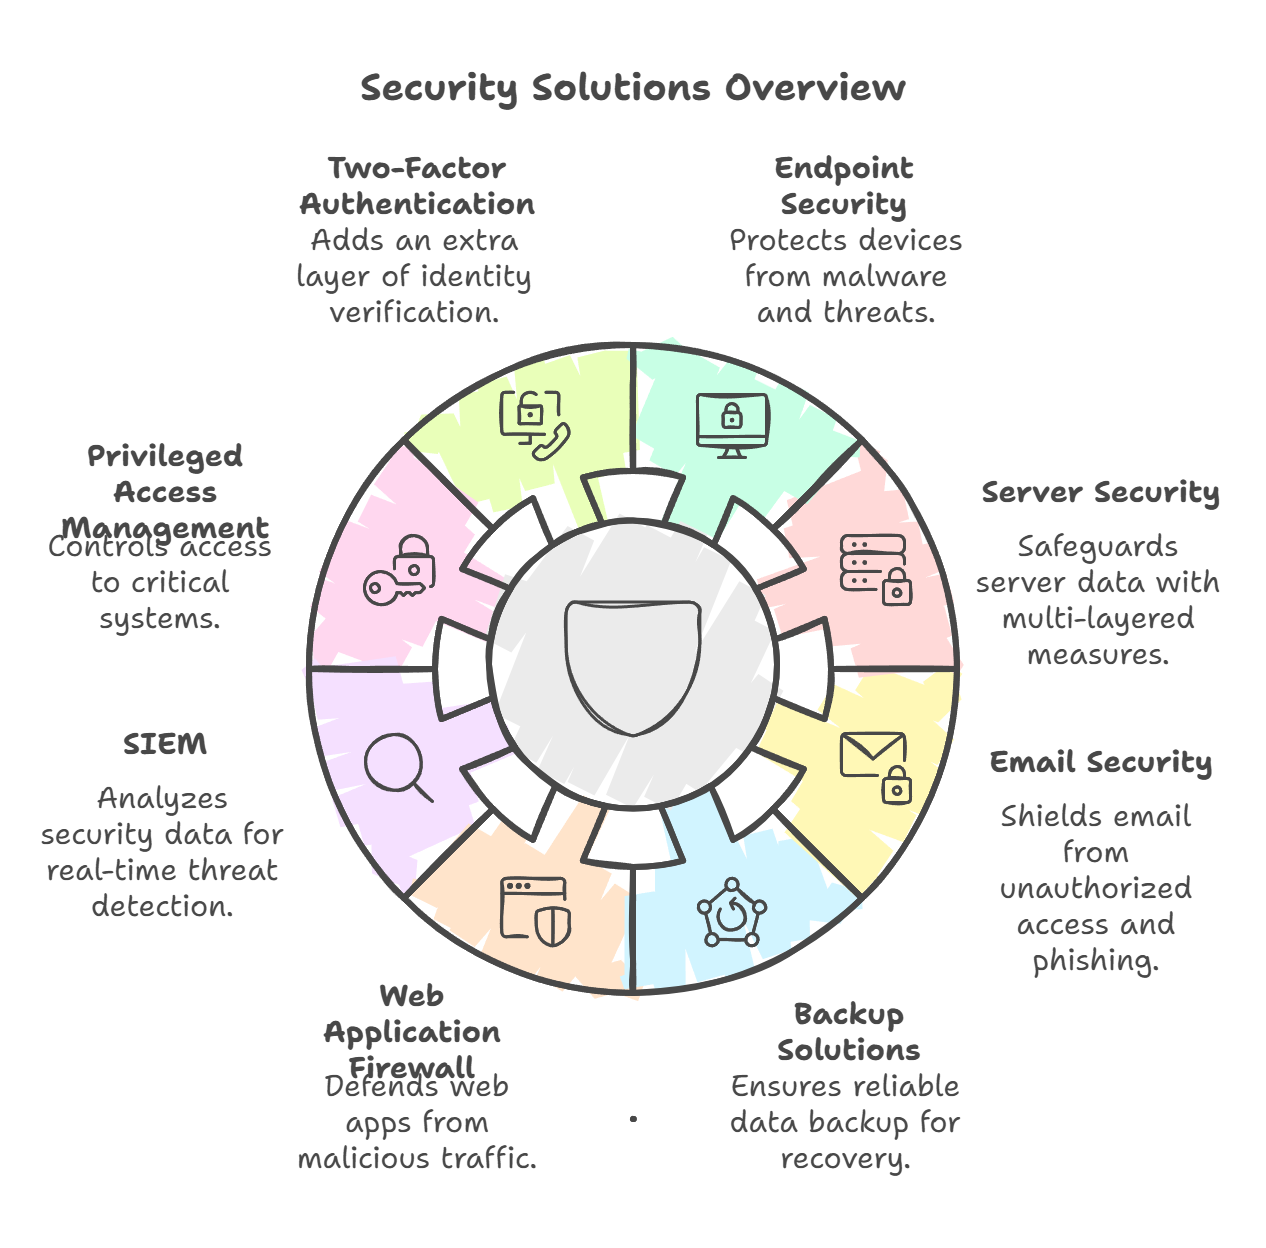 Security Solutions Overview
Two-Factor
Authentication
Adds an extra
layer of identity
verification.
Endpoint
Security
Protects devices
from malware
and threats.
Privileged
Access
Management
Controls access
to critical
systems.
Server Security
Safeguards
server data with
multi-layered
measures.
SIEM
Analyzes
security data for
real-time threat
detection.
Email Security
Shields email
from
unauthorized
access and
phishing.
Web
Application
Firewall
Defends web
apps from
malicious traffic.
Backup
Solutions
Ensures reliable
data backup for
recovery.